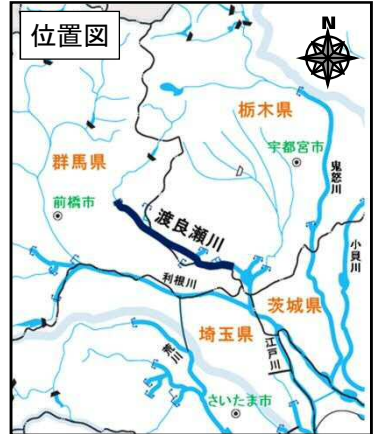 位置図
N
栃木県
宇都宮市
鬼怒川
群馬県
前橋市
渡良瀬川
小貝川
利根川
茨城県
埼玉県
江戸川
荒川
さいたま市